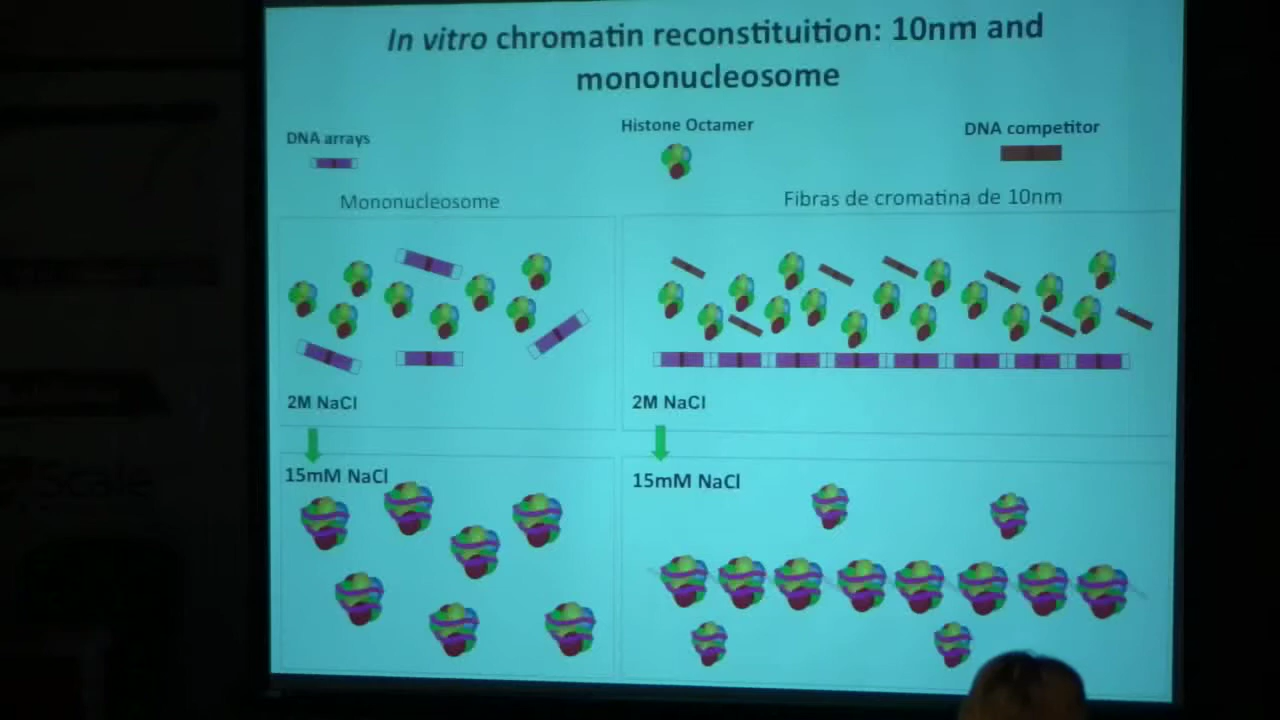 In vitro chromatin reconstituition: 10nm and
mononucleosome
DNA arrays
Histone Octamer
DNA competitor
Mononucleosome
Fibras de cromatina de 10nm
2M NaCl
2M NaCl
15mM NaCl
15mM NaCl
Scale